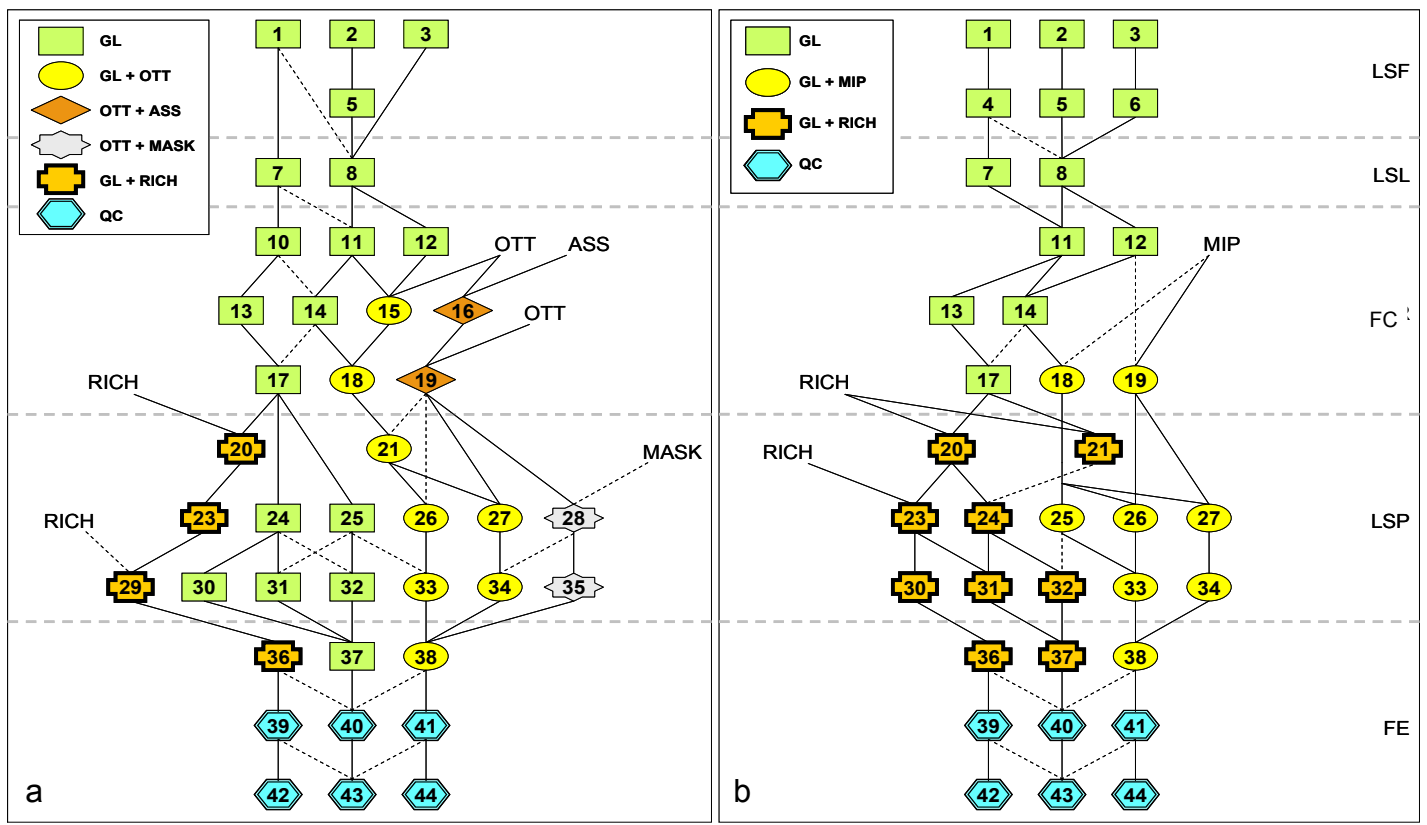 GL
GL + OTT
OTT + ASS
OTT + MASK
GL + RICH
QC
1 2 3
5
7 8
10 11 12 OTT ASS
13 14 15 16 OTT
RICH 17 18 19
20 21 MASK
RICH 23 24 25 26 27 28
29 30 31 32 33 34 35
36 37 38
39 40 41
42 43 44
a
GL
GL + MIP
GL + RICH
QC
1 2 3 LSF
4 5 6
7 8 LSL
11 12 MIP
13 14 FC
RICH 17 18 19
RICH 20 21
23 24 25 26 27 LSP
30 31 32 33 34
36 37 38
39 40 41 FE
42 43 44
b